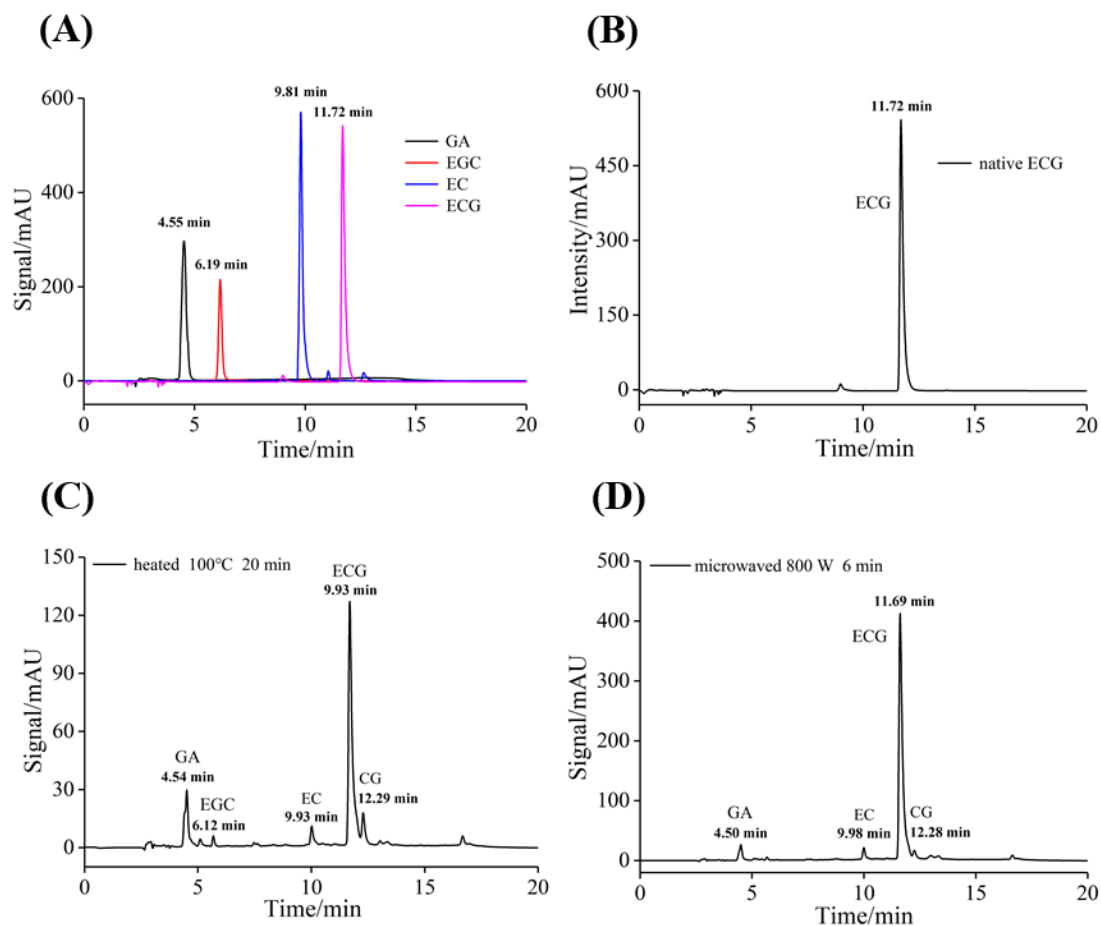 (A)
600
400
200
0
Signal/mAU
9.81 min
11.72 min
4.55 min
6.19 min
GA
EGC
EC
ECG
0 5 10 15 20
Time/min
(B)
600
450
300
150
0
Intensity/mAU
11.72 min
native ECG
ECG
0 5 10 15 20
Time/min
(C)
150
120
90
60
30
0
Signal/mAU
heated 100℃ 20 min
ECG
9.93 min
GA
4.54 min
EGC
6.12 min
EC
9.93 min
CG
12.29 min
0 5 10 15 20
Time/min
(D)
500
400
300
200
100
0
Signal/mAU
microwaved 800 W 6 min
11.69 min
ECG
GA
4.50 min
EC
9.98 min
CG
12.28 min
0 5 10 15 20
Time/min